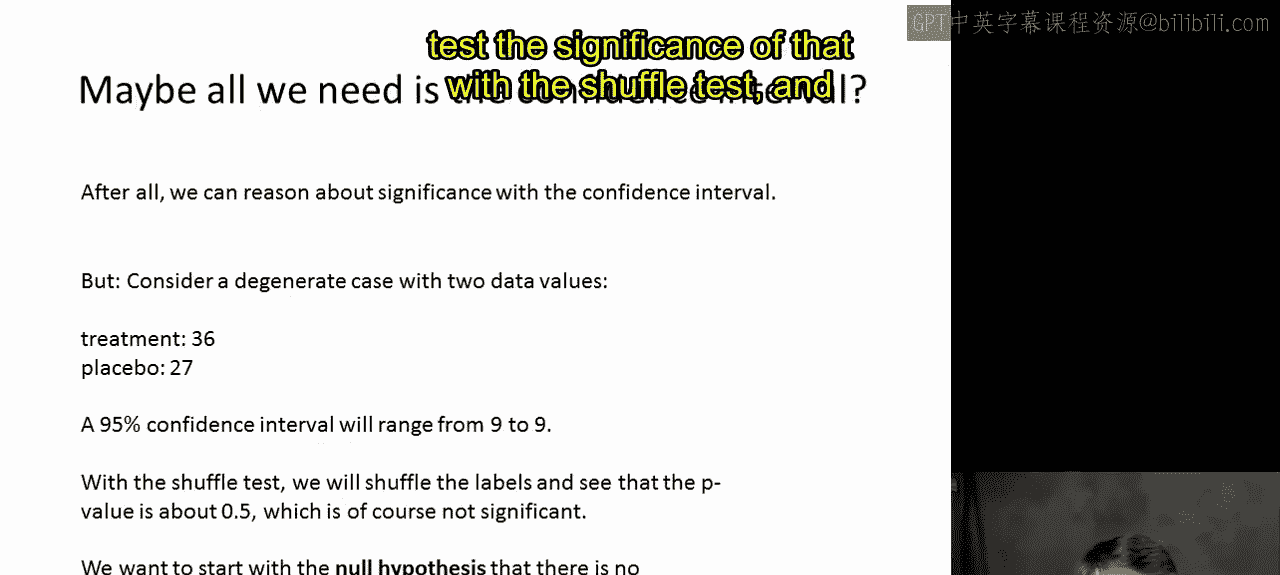 GPT中英字幕课程资源@bilibili.com
test the significance of that
with the shuffle test, and
Maybe all we need is the confidence interval?
After all, we can reason about significance with the confidence interval.
But: Consider a degenerate case with two data values:
treatment: 36
placebo: 27
A 95% confidence interval will range from 9 to 9.
With the shuffle test, we will shuffle the labels and see that the p-
value is about 0.5, which is of course not significant.
We want to start with the null hypothesis that there is no